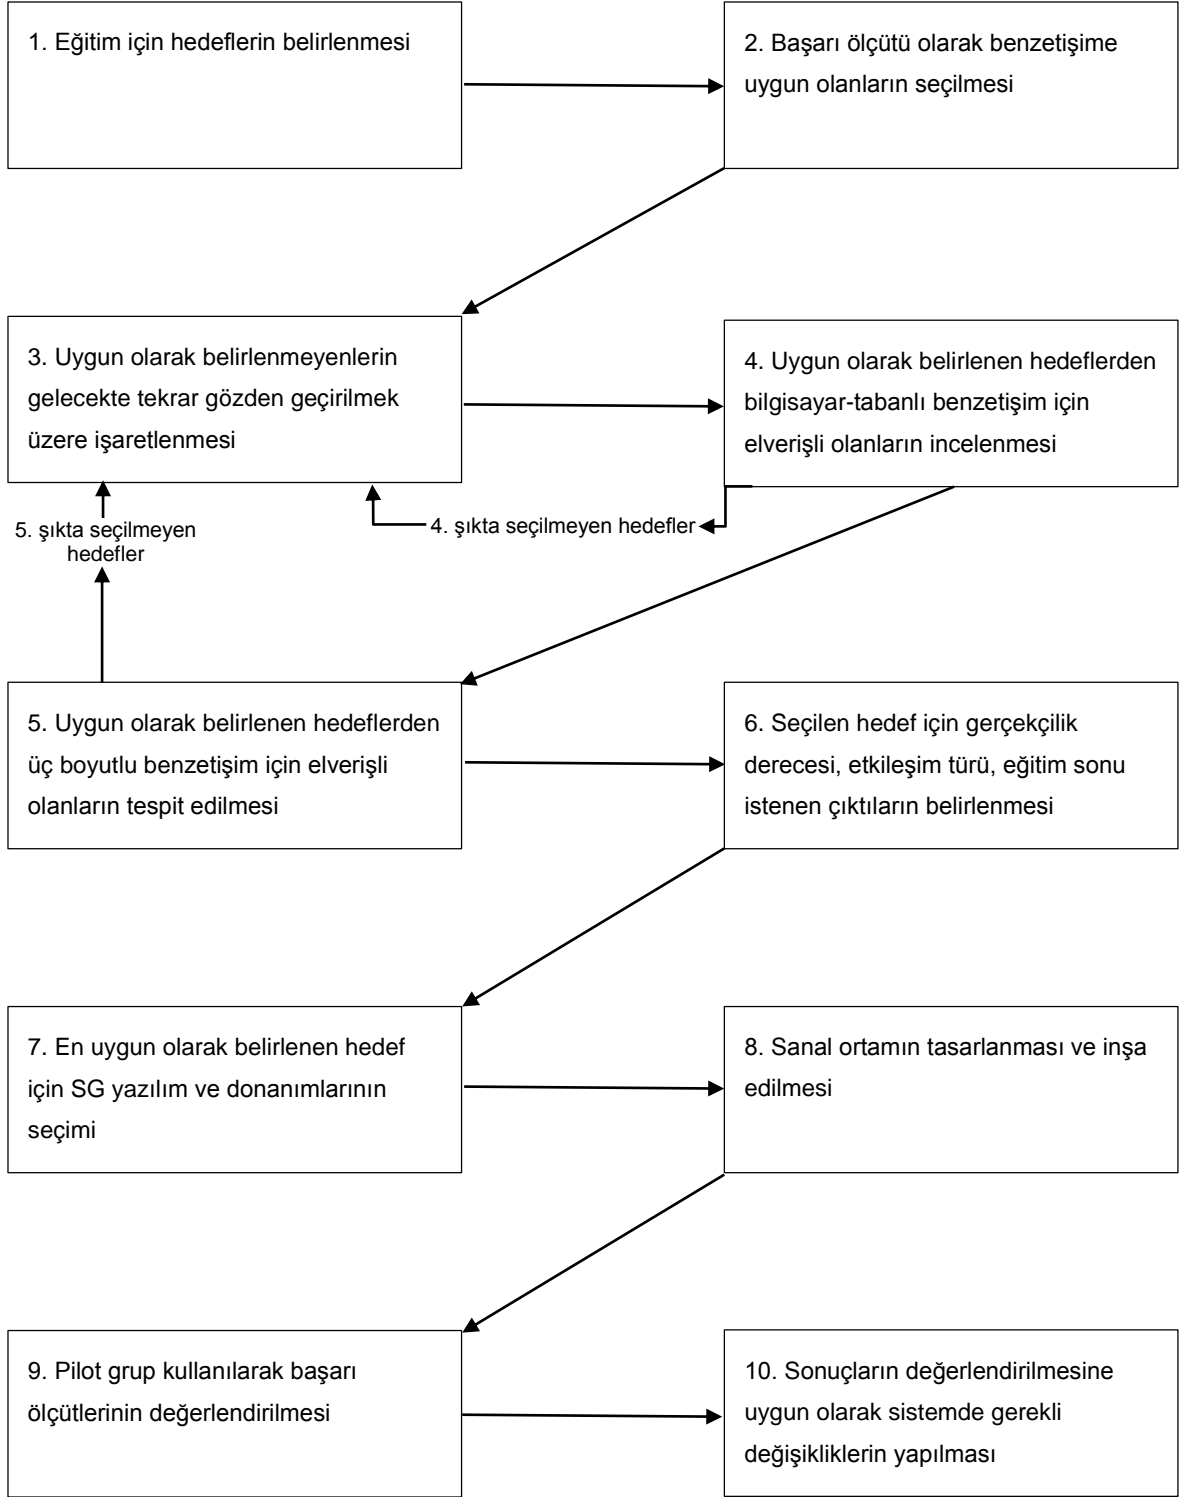 1. Eğitim için hedeflerin belirlenmesi
2. Başarı ölçütü olarak benzetişime
uygun olanların seçilmesi
3. Uygun olarak belirlenmeyenlerin
gelecekte tekrar gözden geçirilmek
üzere işaretlenmesi
4. Uygun olarak belirlenen hedeflerden
bilgisayar-tabanlı benzetişim için
elverişli olanların incelenmesi
5. şıkta seçilmeyen
hedefler
4. şıkta seçilmeyen hedefler
5. Uygun olarak belirlenen hedeflerden
üç boyutlu benzetişim için elverişli
olanların tespit edilmesi
6. Seçilen hedef için gerçekçilik
derecesi, etkileşim türü, eğitim sonu
istenen çıktıların belirlenmesi
7. En uygun olarak belirlenen hedef
için SG yazılım ve donanımlarının
seçimi
8. Sanal ortamın tasarlanması ve inşa
edilmesi
9. Pilot grup kullanılarak başarı
ölçütlerinin değerlendirilmesi
10. Sonuçların değerlendirilmesine
uygun olarak sistemde gerekli
değişikliklerin yapılması